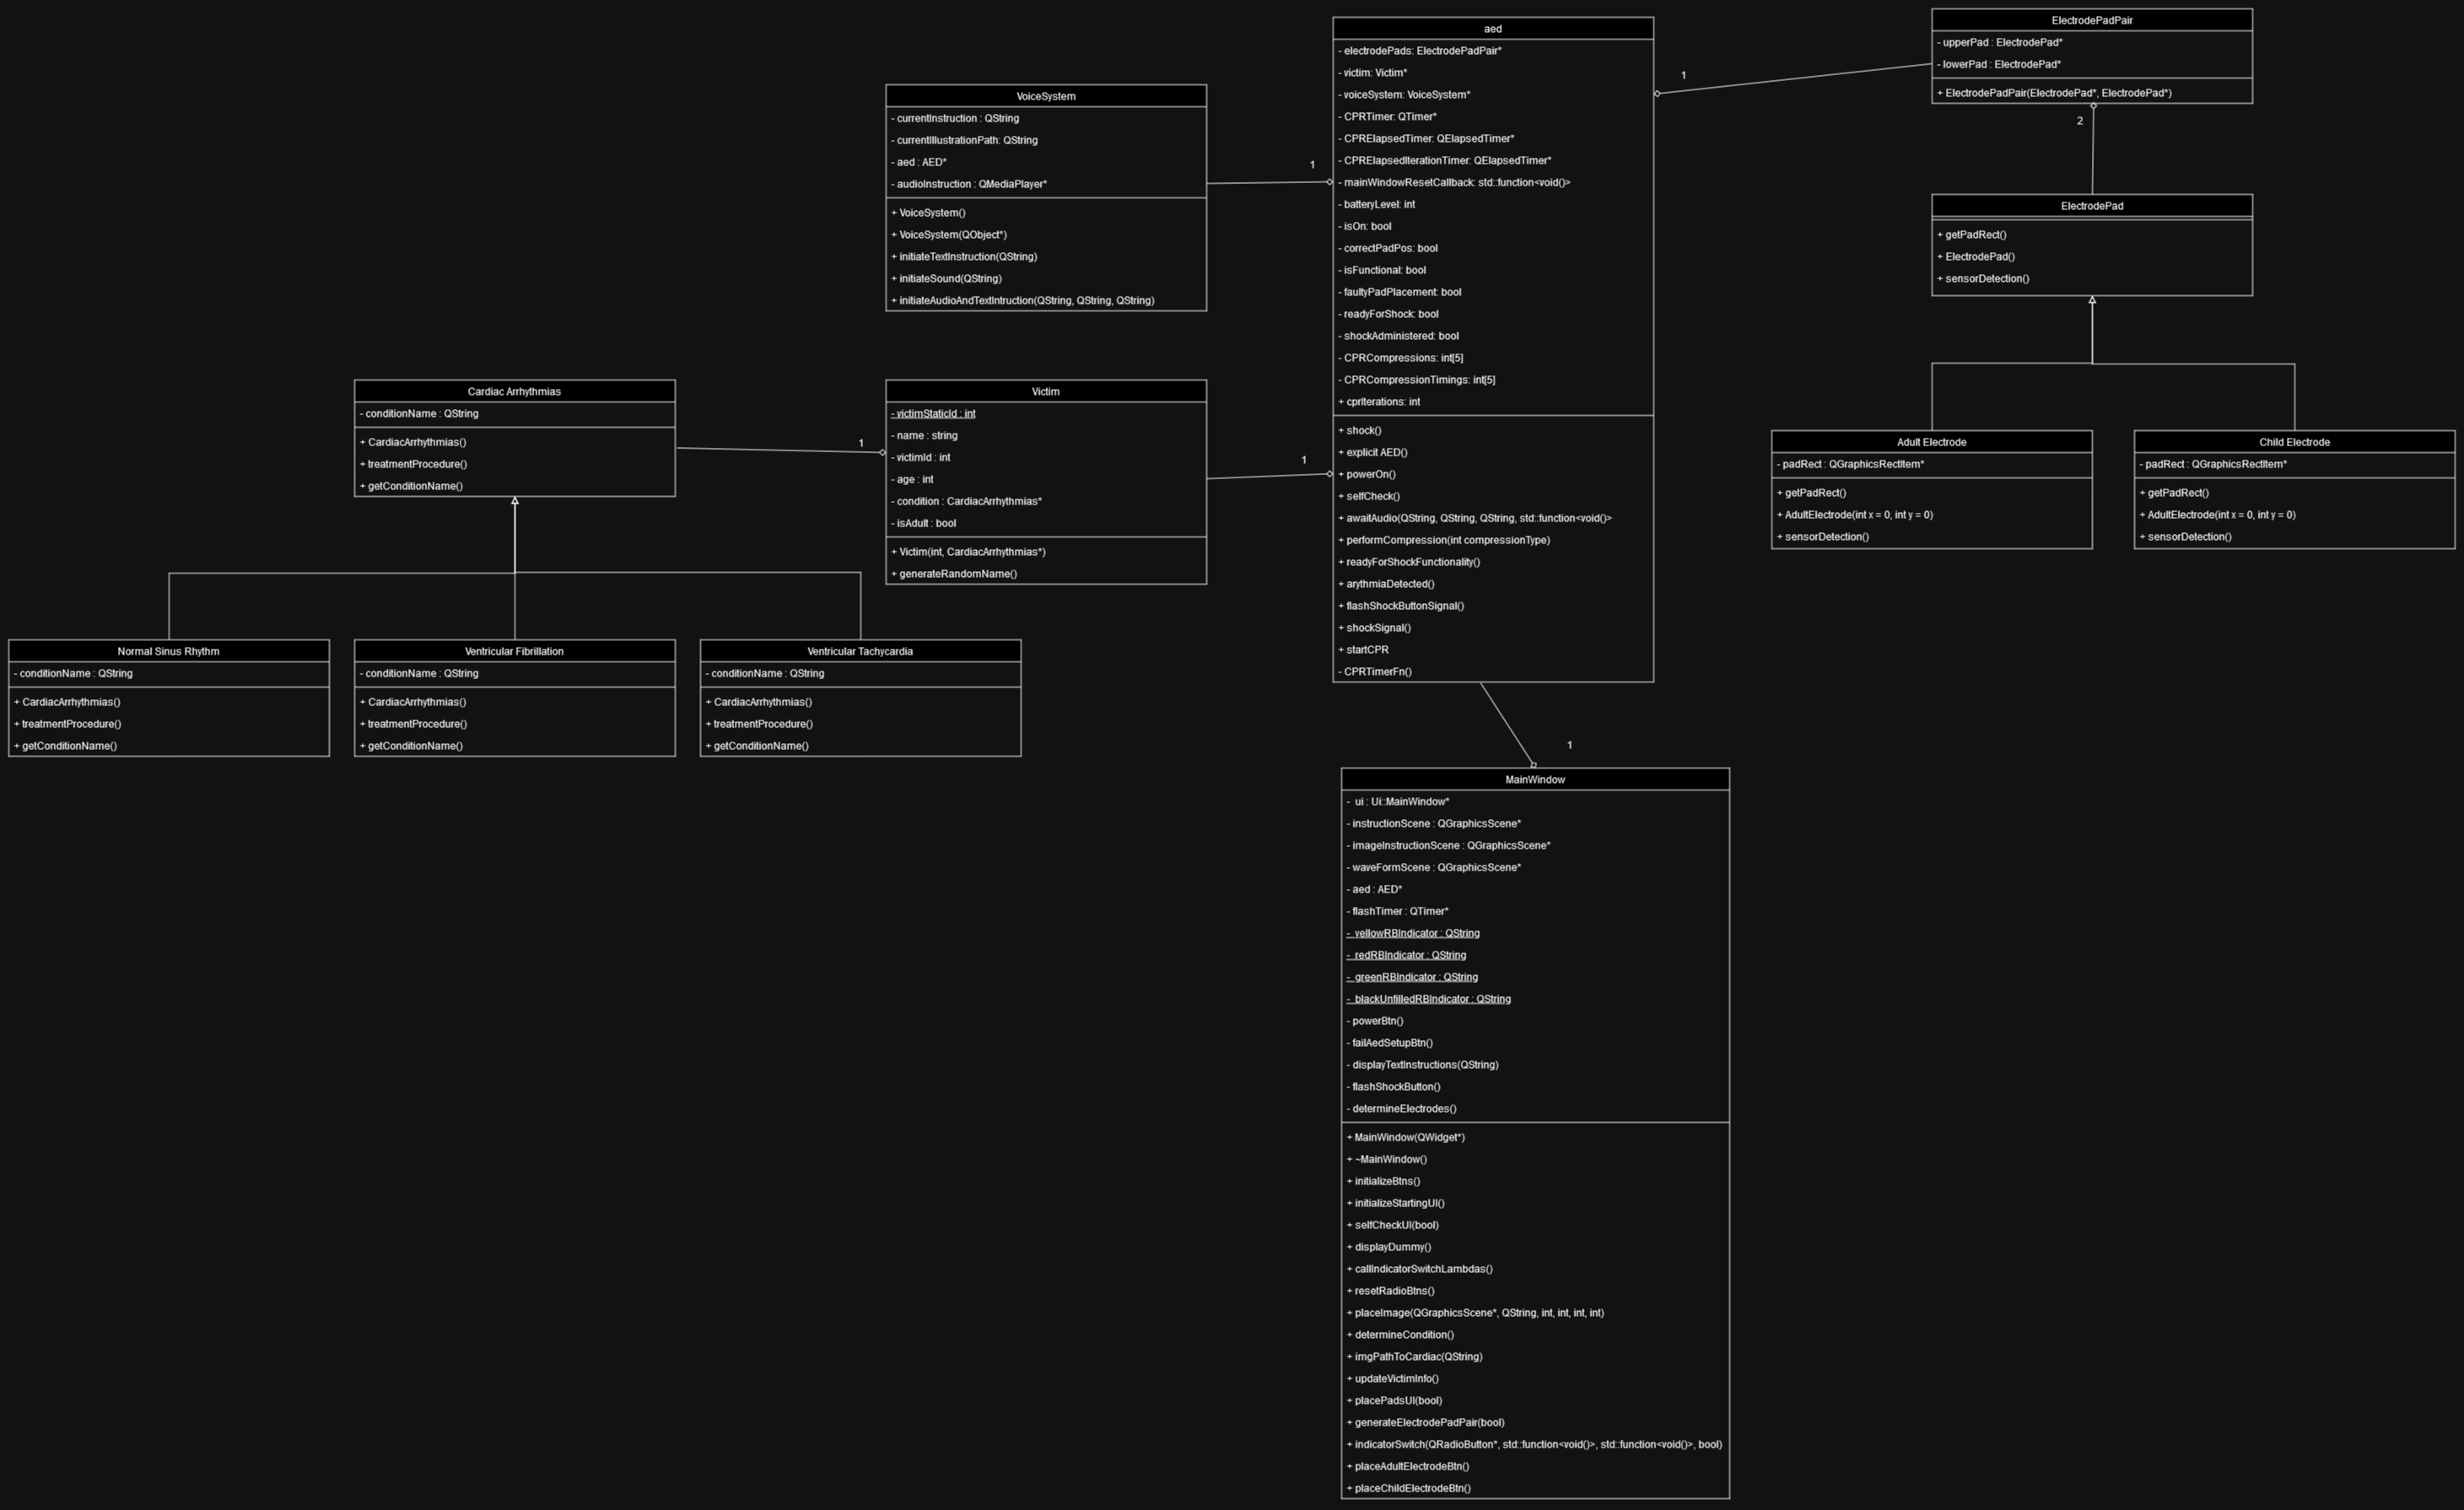 aed
- electrodePads: ElectrodePadPair*
- victim: Victim*
- voiceSystem: VoiceSystem*
- CPRTimer: QTimer*
- CPRElapsedTimer: QElapsedTimer*
- CPRElapsedIterationTimer: QElapsedTimer*
- mainWindowResetCallback: std::function<void()>
- batteryLevel: int
- isOn: bool
- correctPadPos: bool
- isFunctional: bool
- faultyPadPlacement: bool
- readyForShock: bool
- shockAdministered: bool
- CPRCompressions: int[5]
- CPRCompressionTimings: int[5]
+ cprIterations: int
+ shock()
+ explicit AED()
+ powerOn()
+ selfCheck()
+ awaitAudio(QString, QString, QString, std::function<void()>
+ performCompression(int compressionType)
+ readyForShockFunctionality()
+ arythmiaDetected()
+ flashShockButtonSignal()
+ shockSignal()
+ startCPR
- CPRTimerFn()
ElectrodePadPair
- upperPad : ElectrodePad*
- lowerPad : ElectrodePad*
+ ElectrodePadPair(ElectrodePad*, ElectrodePad*)
1
2
VoiceSystem
- currentInstruction : QString
- currentIllustrationPath: QString
- aed : AED*
- audioInstruction : QMediaPlayer*
+ VoiceSystem()
+ VoiceSystem(QObject*)
+ initiateTextInstruction(QString)
+ initiateSound(QString)
+ initiateAudioAndTextIntruction(QString, QString, QString)
1
ElectrodePad
+ getPadRect()
+ ElectrodePad()
+ sensorDetection()
Cardiac Arrhythmias
- conditionName : QString
+ CardiacArrhythmias()
+ treatmentProcedure()
+ getConditionName()
1
Victim
- victimStaticId : int
- name : string
- victimId : int
- age : int
- condition : CardiacArrhythmias*
- isAdult : bool
+ Victim(int, CardiacArrhythmias*)
+ generateRandomName()
1
Adult Electrode
- padRect : QGraphicsRectItem*
+ getPadRect()
+ AdultElectrode(int x = 0, int y = 0)
+ sensorDetection()
Child Electrode
- padRect : QGraphicsRectItem*
+ getPadRect()
+ AdultElectrode(int x = 0, int y = 0)
+ sensorDetection()
Normal Sinus Rhythm
- conditionName : QString
+ CardiacArrhythmias()
+ treatmentProcedure()
+ getConditionName()
Ventricular Fibrillation
- conditionName : QString
+ CardiacArrhythmias()
+ treatmentProcedure()
+ getConditionName()
Ventricular Tachycardia
- conditionName : QString
+ CardiacArrhythmias()
+ treatmentProcedure()
+ getConditionName()
1
MainWindow
- ui : Ui::MainWindow*
- instructionScene : QGraphicsScene*
- imageInstructionScene : QGraphicsScene*
- waveFormScene : QGraphicsScene*
- aed : AED*
- flashTimer : QTimer*
- yellowRBIndicator : QString
- redRBIndicator : QString
- greenRBIndicator : QString
- blackUnfilledRBIndicator : QString
- powerBtn()
- failAedSetupBtn()
- displayTextInstructions(QString)
- flashShockButton()
- determineElectrodes()
+ MainWindow(QWidget*)
+ ~MainWindow()
+ initializeBtns()
+ initializeStartingUI()
+ selfCheckUI(bool)
+ displayDummy()
+ callIndicatorSwitchLambdas()
+ resetRadioBtns()
+ placeImage(QGraphicsScene*, QString, int, int, int, int)
+ determineCondition()
+ imgPathToCardiac(QString)
+ updateVictimInfo()
+ placePadsUI(bool)
+ generateElectrodePadPair(bool)
+ indicatorSwitch(QRadioButton*, std::function<void()>, std::function<void()>, bool)
+ placeAdultElectrodeBtn()
+ placeChildElectrodeBtn()